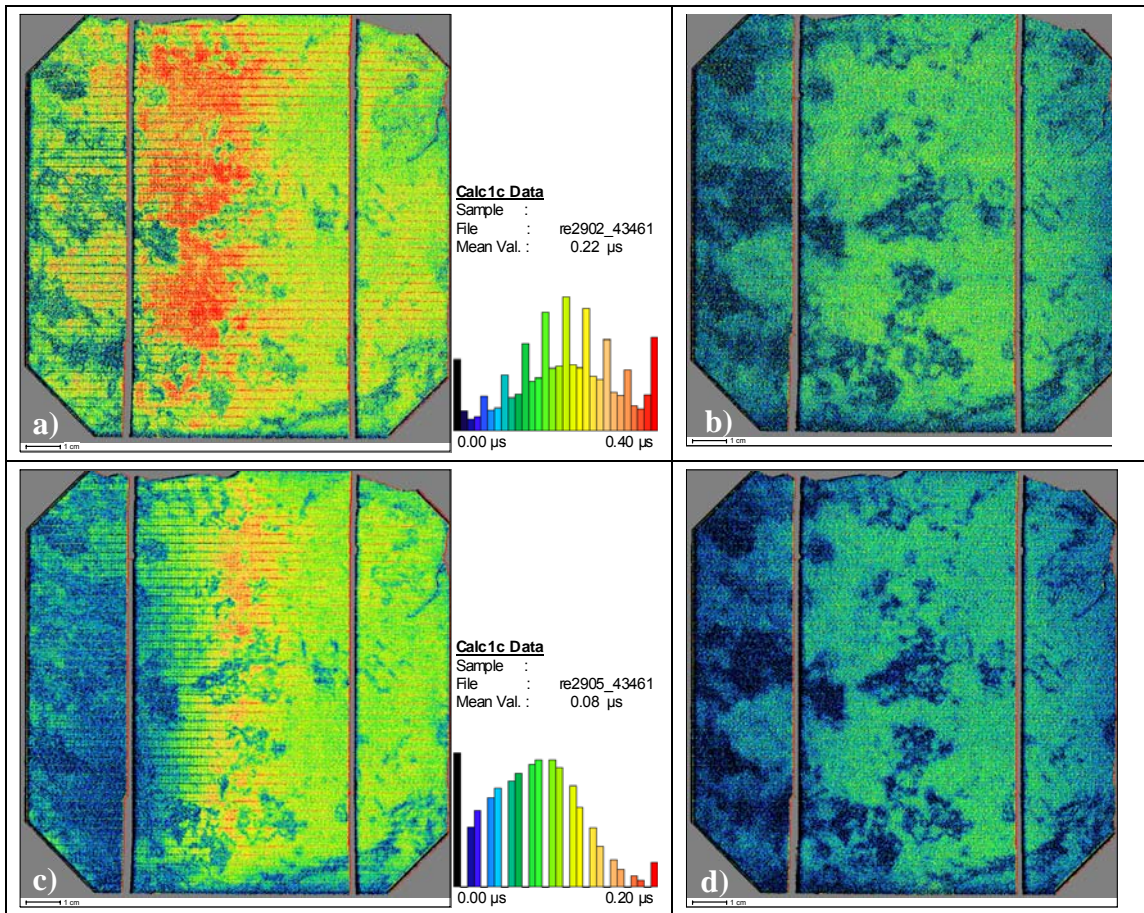 a)
1 cm
Calc1c Data
Sample :
File : re2902_43461
Mean Val. : 0.22 µs
0.00 µs 0.40 µs
b)
1 cm
c)
1 cm
Calc1c Data
Sample :
File : re2905_43461
Mean Val. : 0.08 µs
0.00 µs 0.20 µs
d)
1 cm